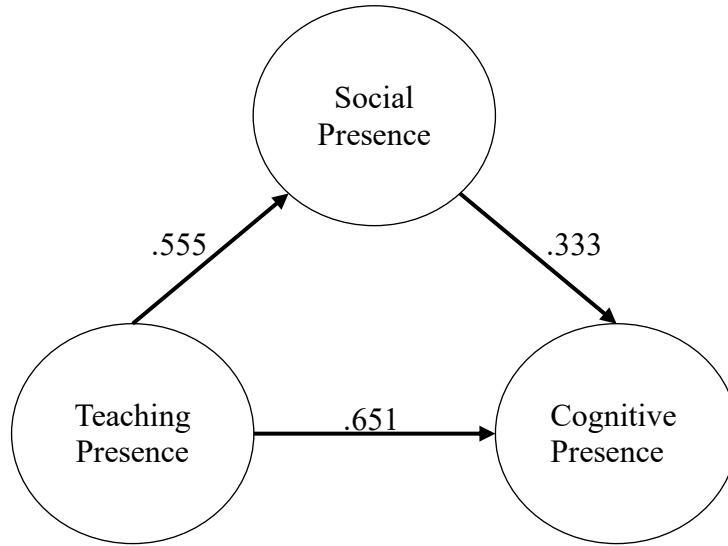 Social
Presence
.555
.333
Teaching
Presence
.651
Cognitive
Presence